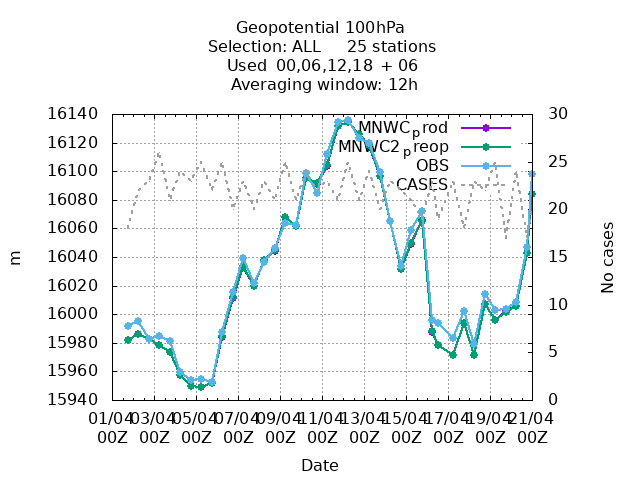 Geopotential 100hPa
Selection: ALL     25 stations
Used  00,06,12,18  + 06
Averaging window: 12h
16140
16120
16100
16080
16060
16040
16020
16000
15980
15960
15940
m
30
25
20
15
10
5
0
No cases
MNWC_prod
MNWC2_preop
OBS
CASES
01/04 03/04 05/04 07/04 09/04 11/04 13/04 15/04 17/04 19/04 21/04
00Z 00Z 00Z 00Z 00Z 00Z 00Z 00Z 00Z 00Z 00Z
Date